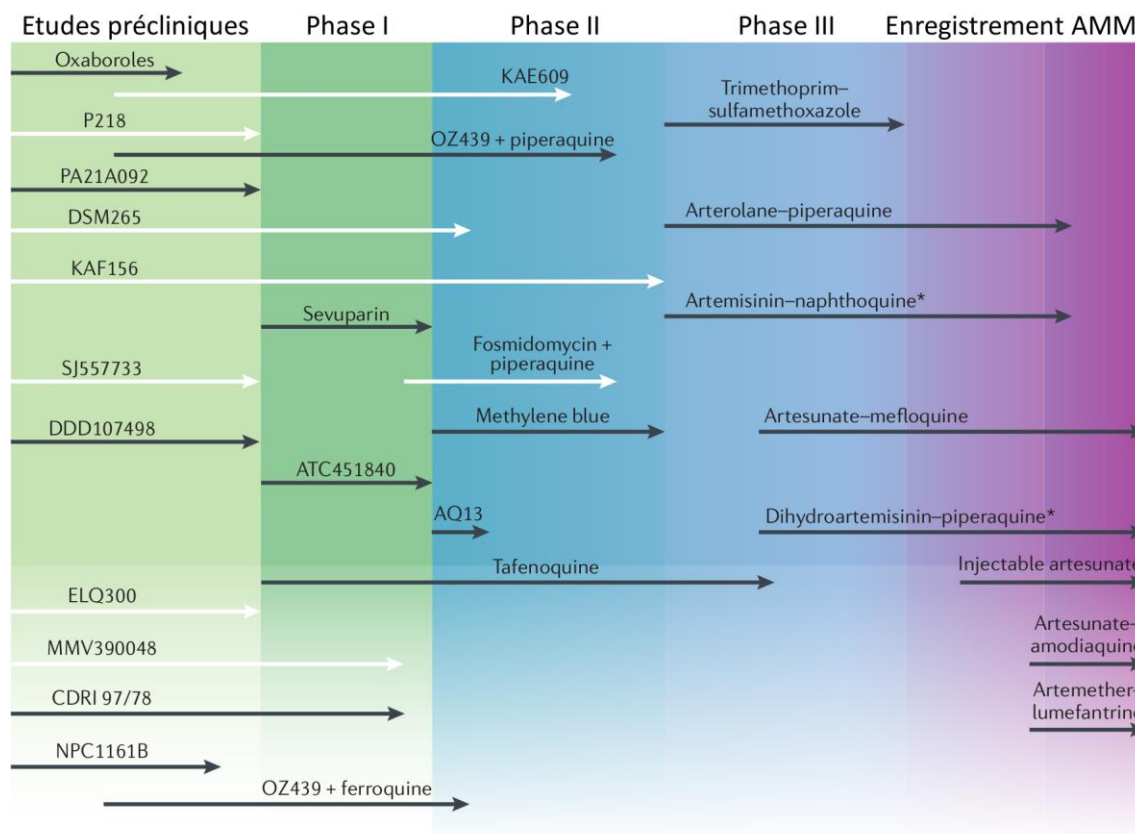 Etudes précliniques
Phase I
Phase II
Phase III
Enregistrement AMM
Oxaboroles
KAE609
Trimethoprim–
sulfamethoxazole
P218
OZ439 + piperaquine
PA21A092
DSM265
Arterolane–piperaquine
KAF156
Sevuparin
Artemisinin–naphthoquine*
Fosmidomycin +
piperaquine
SJ557733
DDD107498
Methylene blue
Artesunate–mefloquine
ATC451840
AQ13
Dihydroartemisinin–piperaquine*
Tafenoquine
Injectable artesunate
ELQ300
Artesunate–
amodiaquine
MMV390048
CDRI 97/78
Artemether–
lumefantrine
NPC1161B
OZ439 + ferroquine